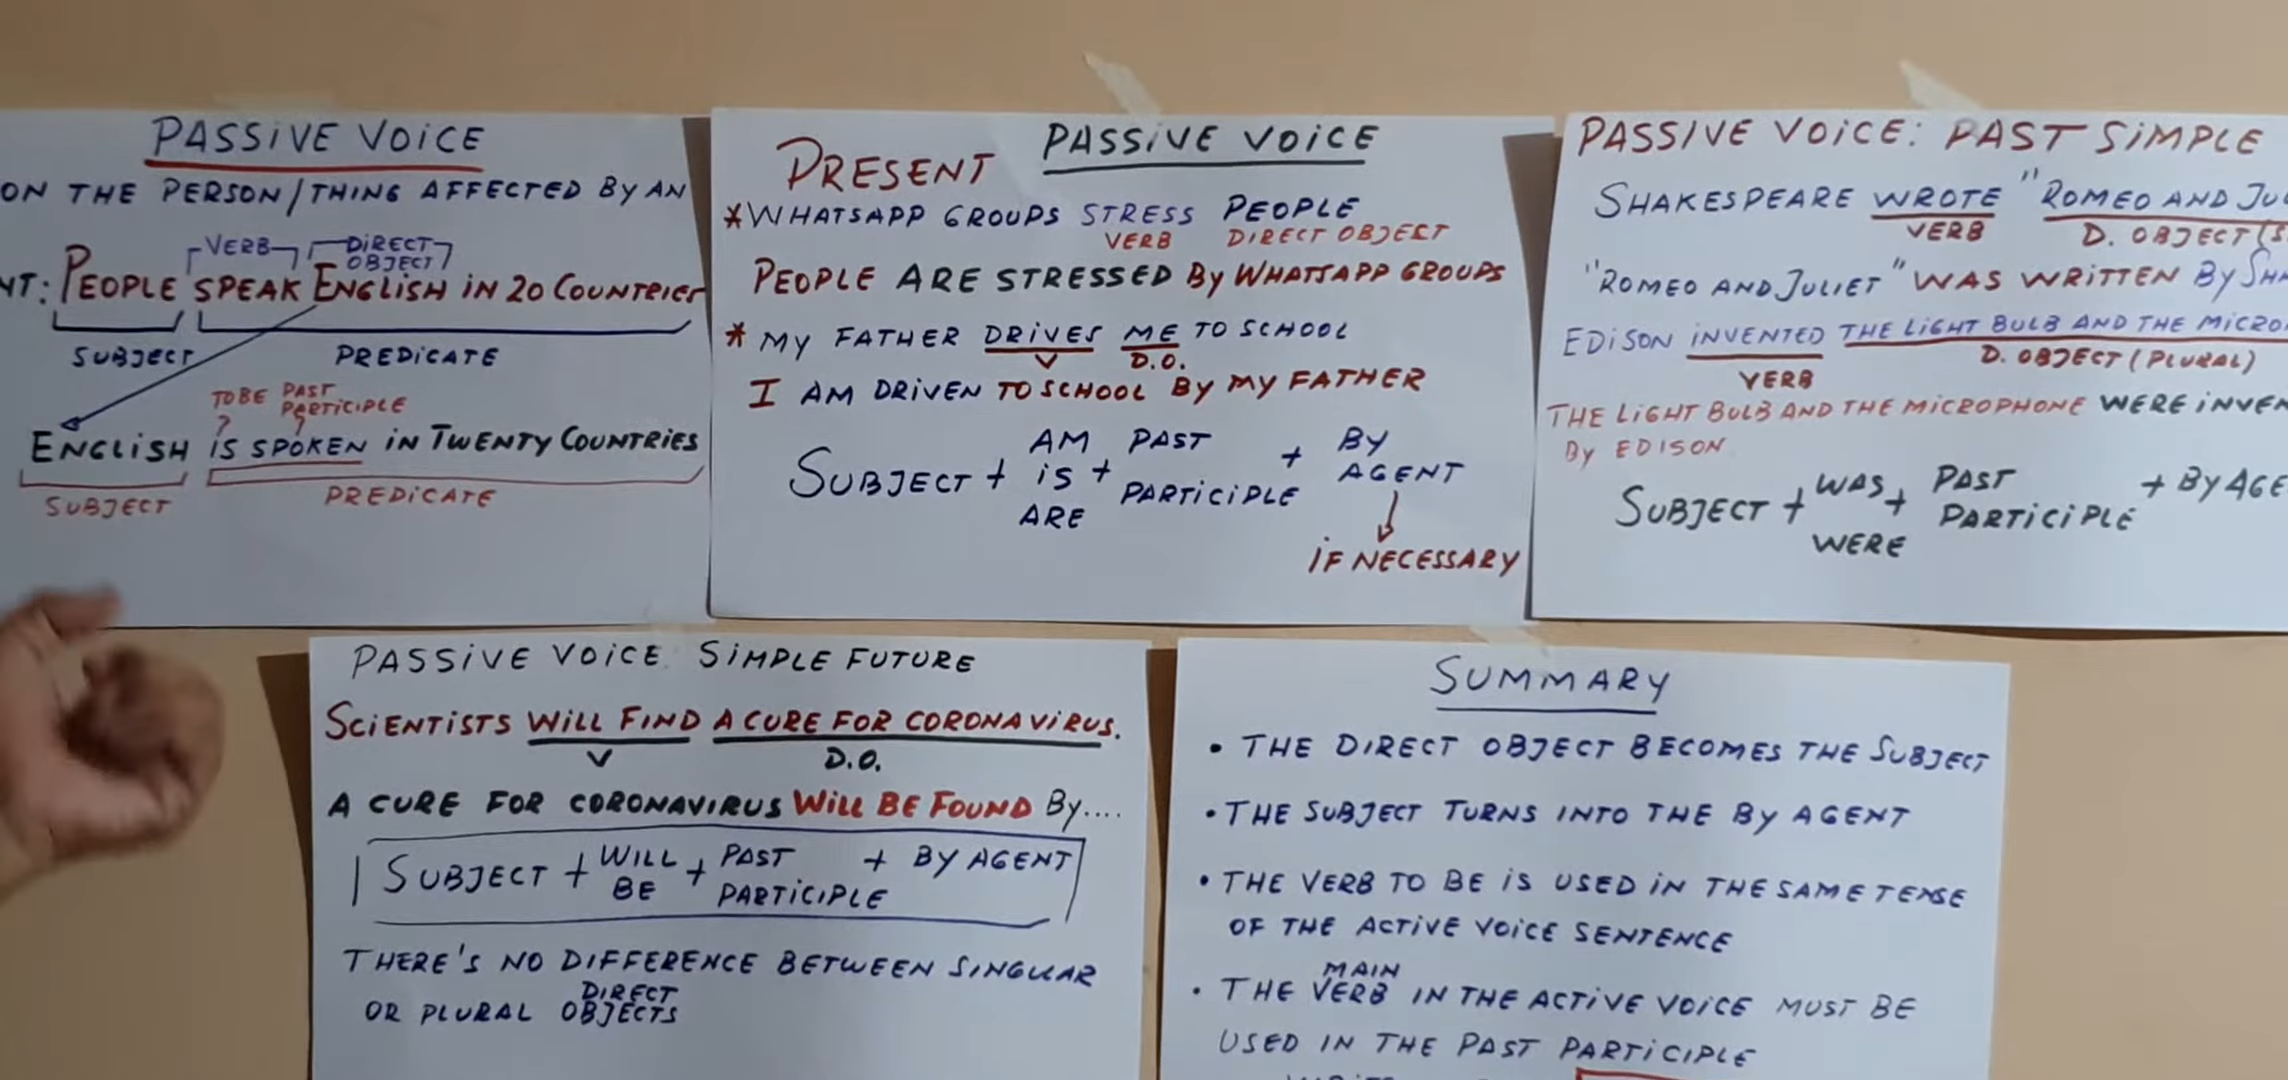 PASSIVE VOICE
ON THE PERSON/THING AFFECTED BY AN
VERB DIRECT OBJECT
PEOPLE SPEAK ENGLISH IN 20 COUNTRIES
SUBJECT PREDICATE
TO BE PAST PARTICIPLE
? ?
ENGLISH IS SPOKEN IN TWENTY COUNTRIES
SUBJECT PREDICATE
PASSIVE VOICE
PRESENT
*WHATSAPP GROUPS STRESS PEOPLE
VERB DIRECT OBJECT
PEOPLE ARE STRESSED BY WHATSAPP GROUPS
* MY FATHER DRIVES ME TO SCHOOL
V D.O.
I AM DRIVEN TO SCHOOL BY MY FATHER
SUBJECT + AM IS ARE + PAST PARTICIPLE + BY AGENT
IF NECESSARY
PASSIVE VOICE: PAST SIMPLE
SHAKESPEARE WROTE "ROMEO AND
VERB D. OBJECT
"ROMEO AND JULIET" WAS WRITTEN BY
EDISON INVENTED THE LIGHT BULB AND THE
VERB D. OBJECT (PLURAL)
THE LIGHT BULB AND THE MICROPHONE WERE
BY EDISON
SUBJECT + WAS WERE + PAST PARTICIPLE + BY
PASSIVE VOICE SIMPLE FUTURE
SCIENTISTS WILL FIND A CURE FOR CORONAVIRUS.
V D.O.
A CURE FOR CORONAVIRUS WILL BE FOUND BY....
SUBJECT + WILL BE + PAST PARTICIPLE + BY AGENT
THERE'S NO DIFFERENCE BETWEEN SINGULAR
OR PLURAL DIRECT OBJECTS
SUMMARY
• THE DIRECT OBJECT BECOMES THE SUBJECT
• THE SUBJECT TURNS INTO THE BY AGENT
• THE VERB TO BE IS USED IN THE SAME TENSE
OF THE ACTIVE VOICE SENTENCE
• THE MAIN VERB IN THE ACTIVE VOICE MUST BE
USED IN THE PAST PARTICIPLE